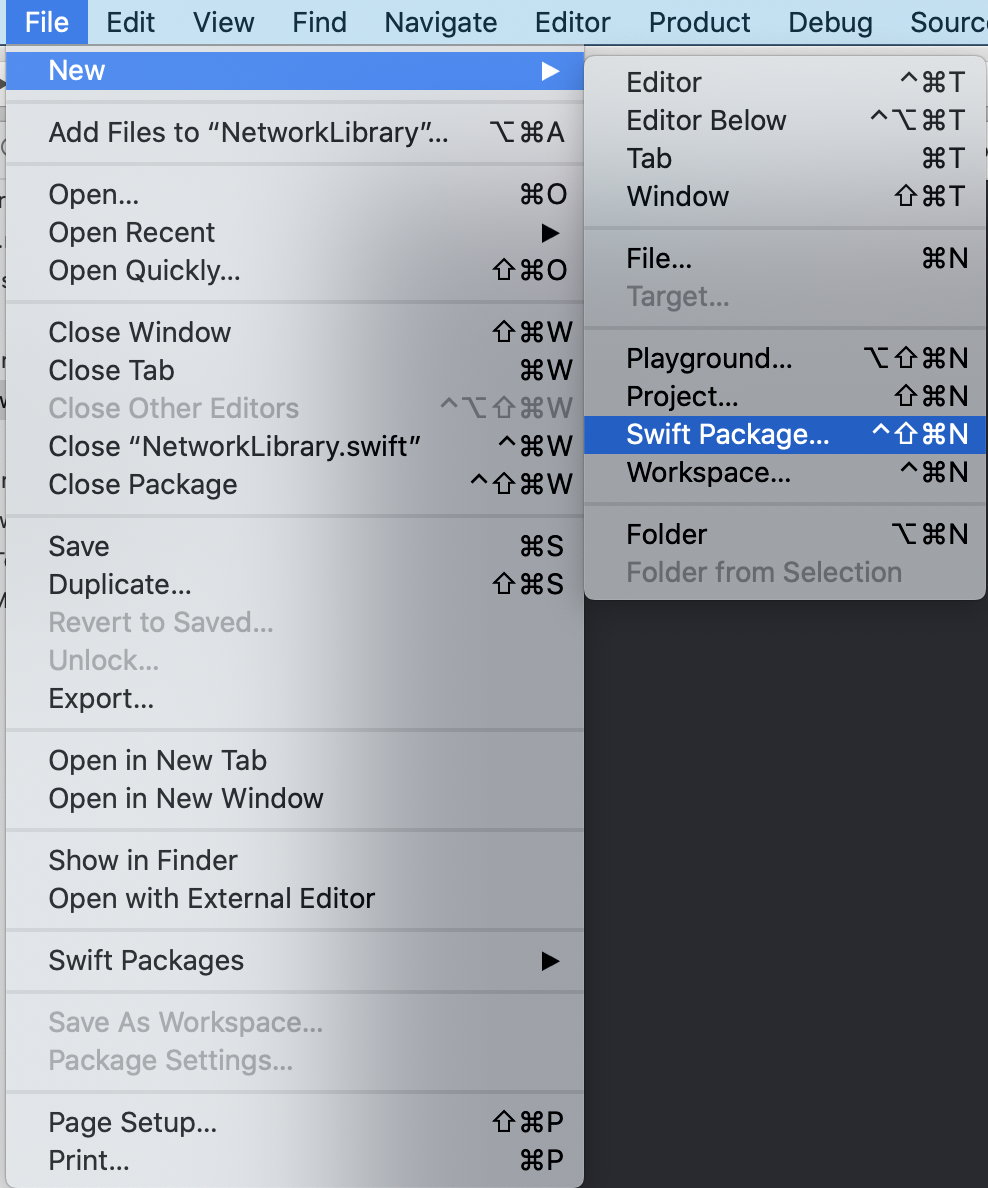 File Edit View Find Navigate Editor Product Debug
New ▶
Add Files to “NetworkLibrary”... ⌥⌘A
Open... ⌘O
Open Recent ▶
Open Quickly... ⇧⌘O
Close Window ⇧⌘W
Close Tab ⌘W
Close Other Editors ^⌥⇧⌘W
Close “NetworkLibrary.swift” ^⌘W
Close Package ^⇧⌘W
Save ⌘S
Duplicate... ⇧⌘S
Revert to Saved...
Unlock...
Export...
Open in New Tab
Open in New Window
Show in Finder
Open with External Editor
Swift Packages ▶
Save As Workspace...
Package Settings...
Page Setup... ⇧⌘P
Print... ⌘P
Editor ^⌘T
Editor Below ^⌥⌘T
Tab ⌘T
Window ⇧⌘T
File... ⌘N
Target...
Playground... ⌥⇧⌘N
Project... ⇧⌘N
Swift Package... ^⇧⌘N
Workspace... ^⌘N
Folder ⌥⌘N
Folder from Selection